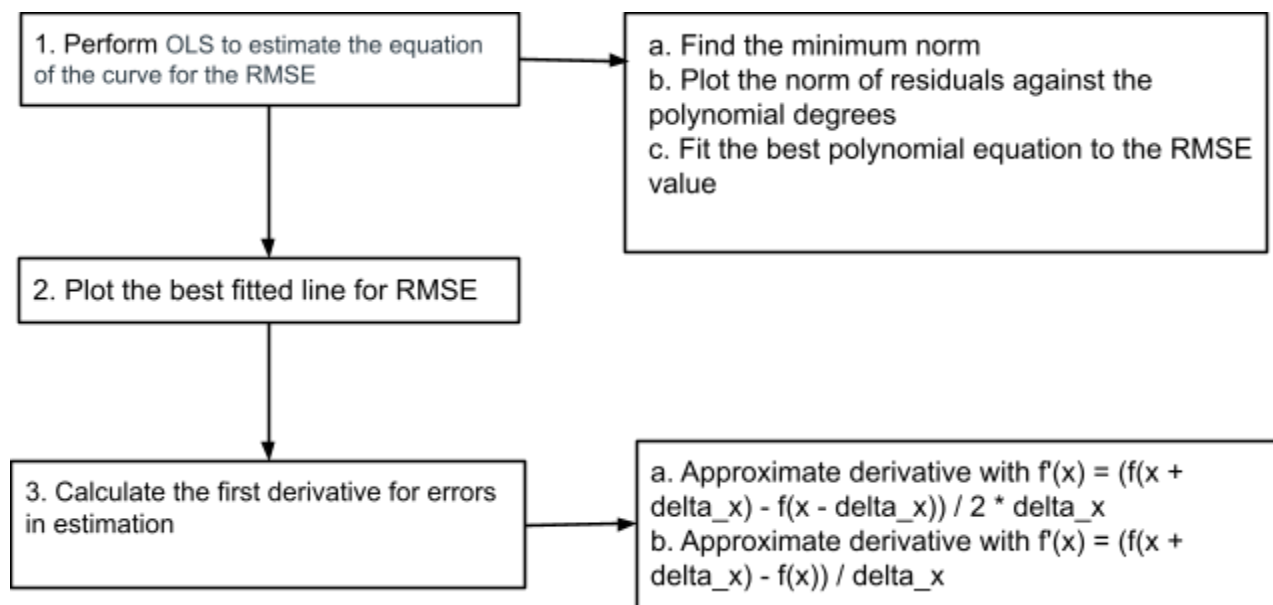 1. Perform OLS to estimate the equation
of the curve for the RMSE
a. Find the minimum norm
b. Plot the norm of residuals against the
polynomial degrees
c. Fit the best polynomial equation to the RMSE
value
2. Plot the best fitted line for RMSE
3. Calculate the first derivative for errors
in estimation
a. Approximate derivative with f'(x) = (f(x +
delta_x) - f(x - delta_x)) / 2 * delta_x
b. Approximate derivative with f'(x) = (f(x +
delta_x) - f(x)) / delta_x